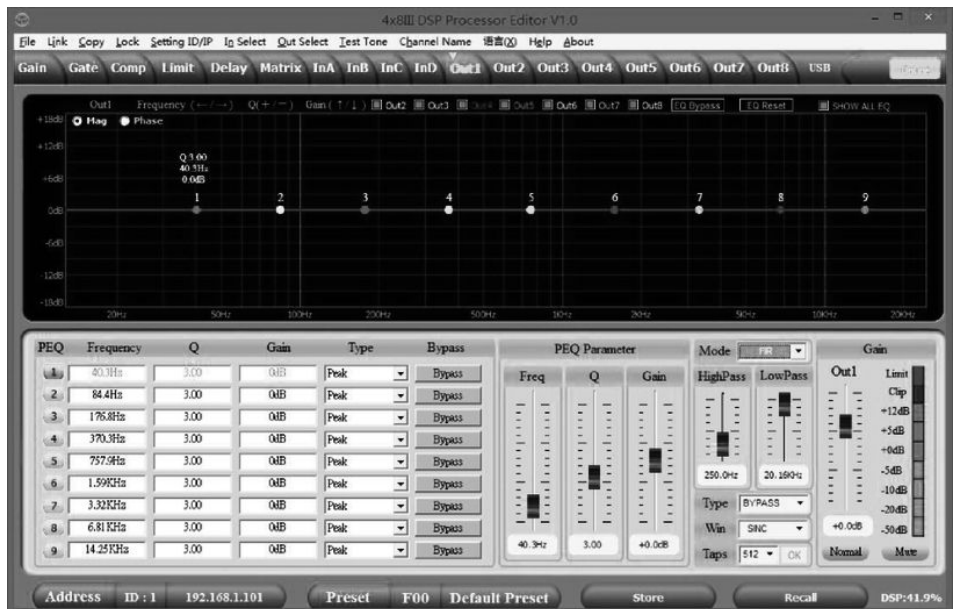 4x8III DSP Processor Editor V1.0
File Link Copy Lock Setting ID/IP In Select Out Select Test Tone Channel Name 语言(X) Help About
Gain Gate Comp Limit Delay Matrix InA InB InC InD Out1 Out2 Out3 Out4 Out5 Out6 Out7 Out8 USB
Out1 Frequency (←/→) Q(+/−) Gain(↑/↓) Out2 Out3 Out5 Out6 Out7 Out8 EQ Bypass EQ Reset SHOW ALL EQ
+18dB Mag Phase
+12dB
Q 3.00
40.3Hz
+6dB 0.0dB
1 2 3 4 5 6 7 8 9
0dB
-6dB
-12dB
-18dB
20Hz 50Hz 100Hz 200Hz 500Hz 1KHz 2KHz 5KHz 10KHz 20KHz
PEQ Frequency Q Gain Type Bypass
1 40.3Hz 3.00 0dB Peak Bypass
2 84.4Hz 3.00 0dB Peak Bypass
3 176.8Hz 3.00 0dB Peak Bypass
4 370.3Hz 3.00 0dB Peak Bypass
5 757.9Hz 3.00 0dB Peak Bypass
6 1.59KHz 3.00 0dB Peak Bypass
7 3.32KHz 3.00 0dB Peak Bypass
8 6.81KHz 3.00 0dB Peak Bypass
9 14.25KHz 3.00 0dB Peak Bypass
PEQ Parameter
Freq Q Gain
40.3Hz 3.00 +0.0dB
Mode FIR
HighPass LowPass
250.0Hz 20.16KHz
Type BYPASS
Win SINC
Taps 512 OK
Gain
Out1 Limit
Clip
+12dB
+5dB
+0dB
-5dB
-10dB
-20dB
+0.0dB -50dB
Normal Mute
Address ID : 1 192.168.1.101 Preset F00 Default Preset Store Recall DSP:41.9%